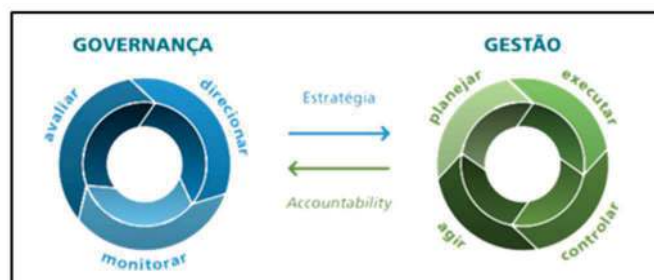 GOVERNANÇA
avaliar
direcionar
monitorar
Estratégia
Accountability
GESTÃO
planejar
executar
agir
controlar